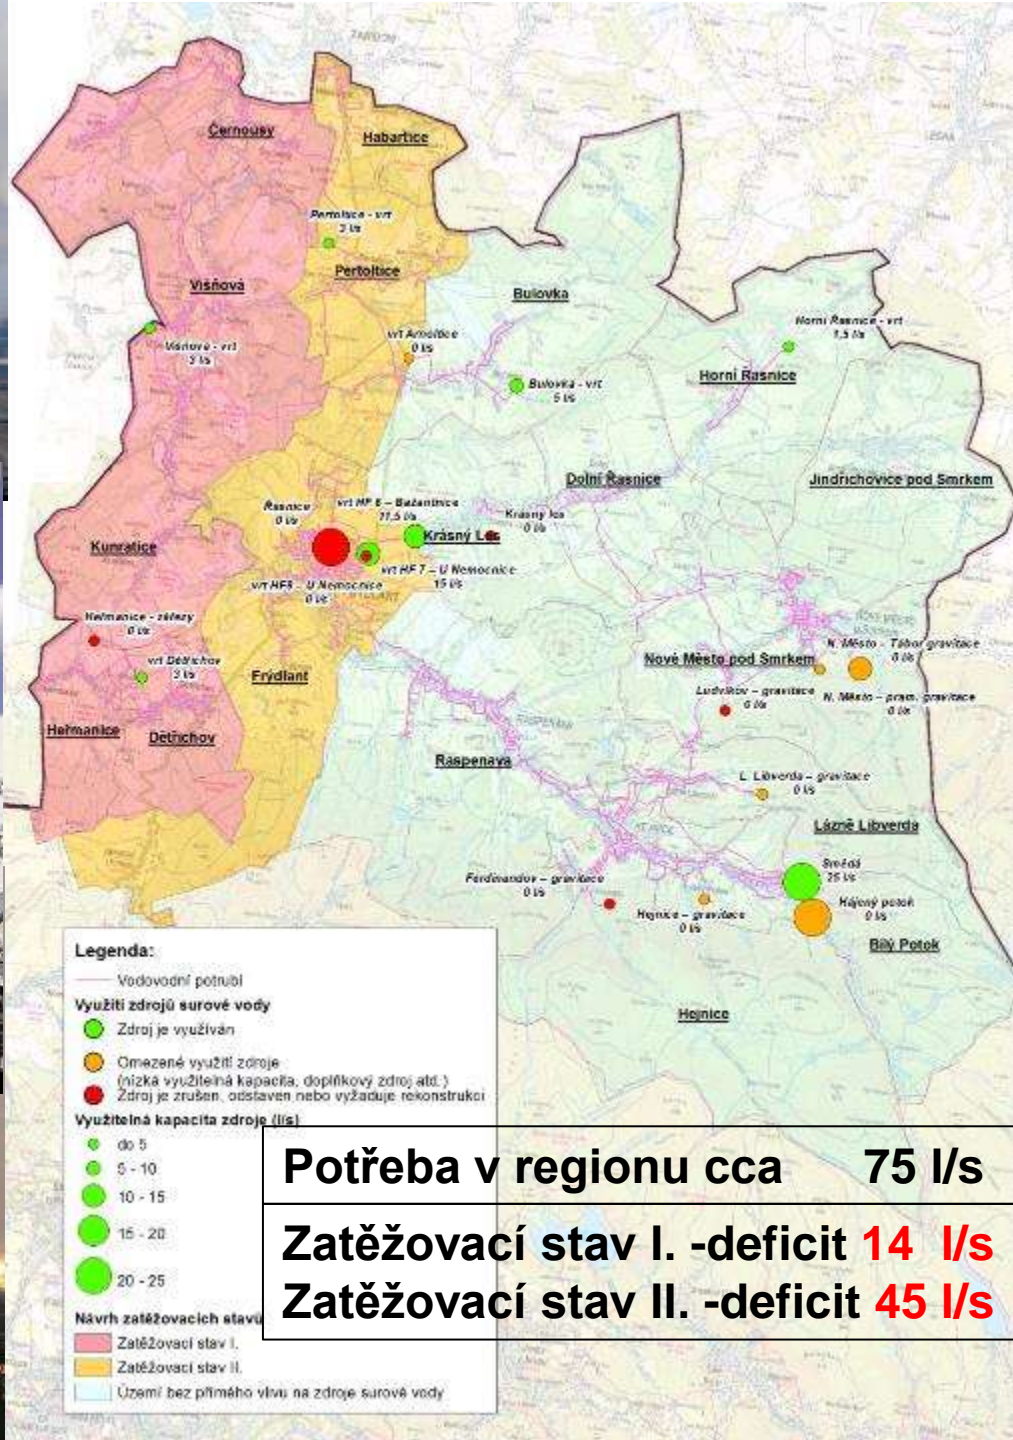 Černousy
Habartice
Pertoltice - vrt
3 l/s
Pertoltice
Višňová
Bulovka
Višňová - vrt
3 l/s
vrt Arnoltice
0 l/s
Horní Řasnice - vrt
1,5 l/s
Bulovka - vrt
5 l/s
Horní Řasnice
Dolní Řasnice
Jindřichovice pod Smrkem
Řasnice
0 l/s
vrt HF 6 – Bažantnice
11,5 l/s
Krásný les
0 l/s
Krásný Les
Kunratice
vrt HF 7 – U Nemocnice
15 l/s
vrt HF8 – U Nemocnice
0 l/s
Heřmanice - zářezy
0 l/s
vrt Dětřichov
3 l/s
Frýdlant
Nové Město pod Smrkem
N. Město - Tábor gravitace
0 l/s
Ludvíkov – gravitace
0 l/s
N. Město – pram. gravitace
0 l/s
Heřmanice
Dětřichov
RASPENAVA
Raspenava
L. Libverda – gravitace
0 l/s
Lázně Libverda
HEJNICE
Smědá
25 l/s
Ferdinandov – gravitace
0 l/s
Hejnice – gravitace
0 l/s
Hájený potok
0 l/s
Bílý Potok
Hejnice
Legenda:
Vodovodní potrubí
Využití zdrojů surové vody
Zdroj je využíván
Omezené využití zdroje
(nízká využitelná kapacita, doplňkový zdroj atd.)
Zdroj je zrušen, odstaven nebo vyžaduje rekonstrukci
Využitelná kapacita zdroje (l/s)
do 5
5 - 10
10 - 15
15 - 20
20 - 25
Návrh zatěžovacích stavů
Zatěžovací stav I.
Zatěžovací stav II.
Území bez přímého vlivu na zdroje surové vody
Potřeba v regionu cca 75 l/s
Zatěžovací stav I. -deficit 14 l/s
Zatěžovací stav II. -deficit 45 l/s